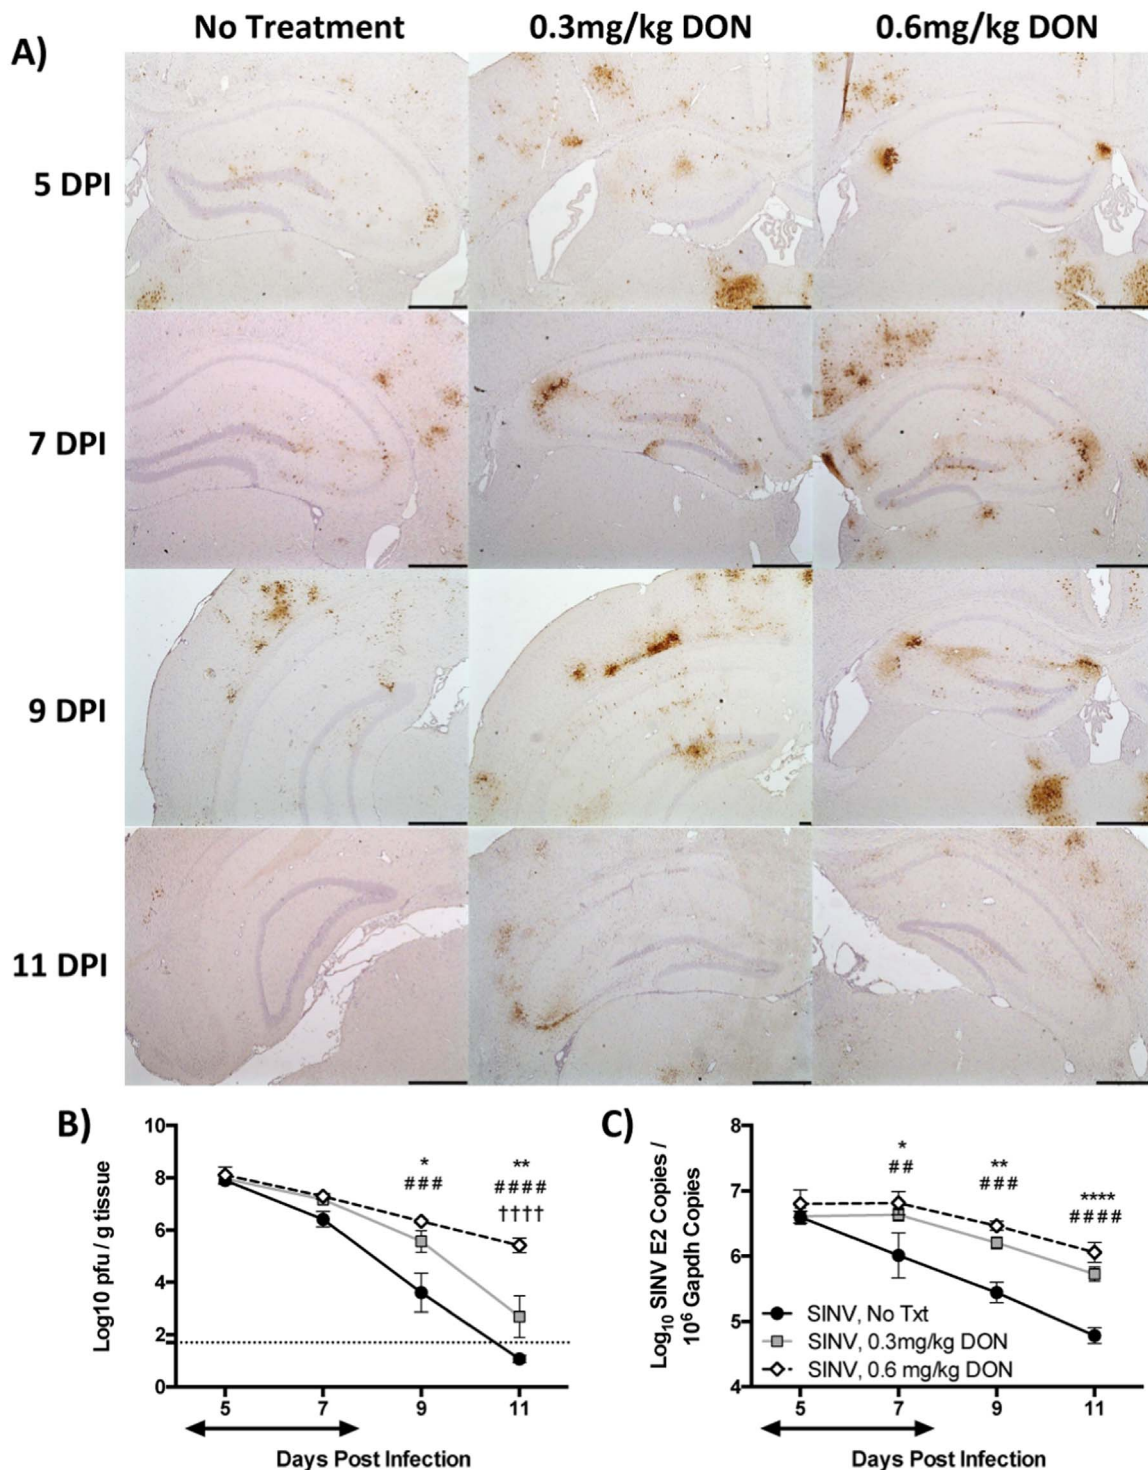 No Treatment 0.3mg/kg DON 0.6mg/kg DON
A)
5 DPI
7 DPI
9 DPI
11 DPI
B)
10
8
6
4
2
0
Log10 pfu / g tissue
*
###
**
####
††††
5 7 9 11
Days Post Infection
C)
8
7
6
5
4
Log₁₀ SINV E2 Copies /
10⁶ Gapdh Copies
*
##
**
###
****
####
SINV, No Txt
SINV, 0.3mg/kg DON
SINV, 0.6 mg/kg DON
5 7 9 11
Days Post Infection